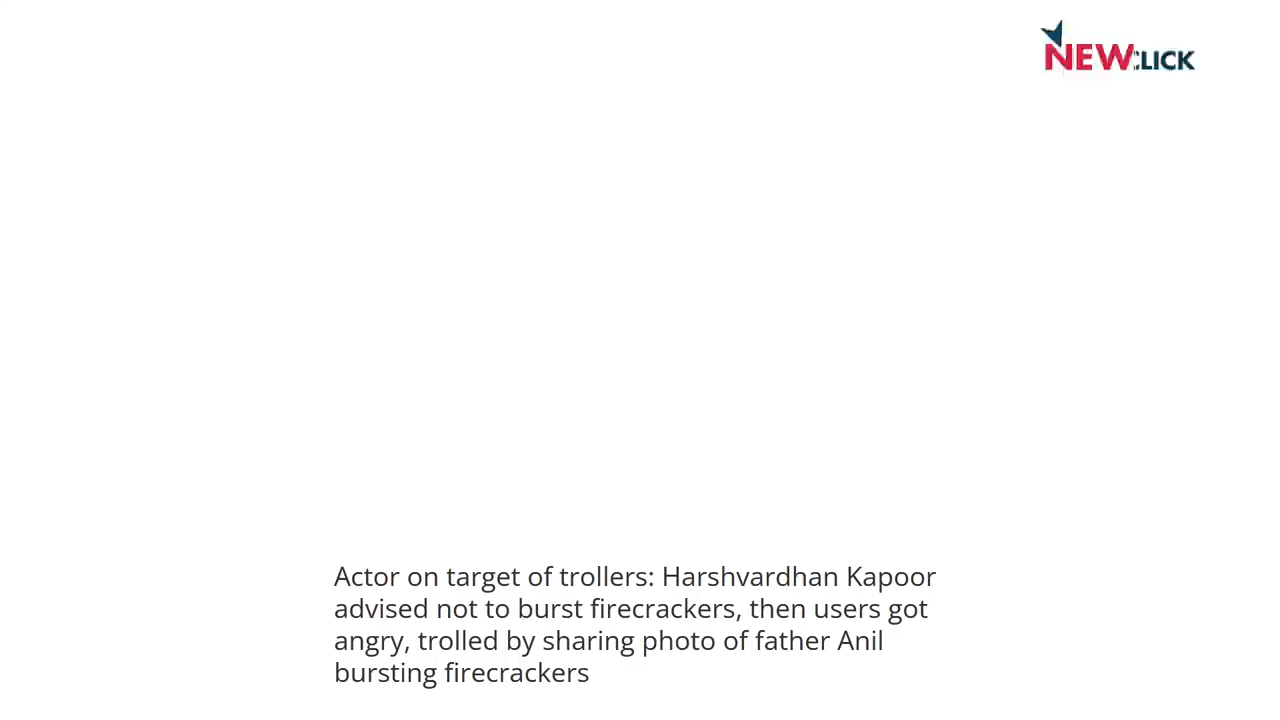 NEWCLICK
Actor on target of trollers: Harshvardhan Kapoor
advised not to burst firecrackers, then users got
angry, trolled by sharing photo of father Anil
bursting firecrackers